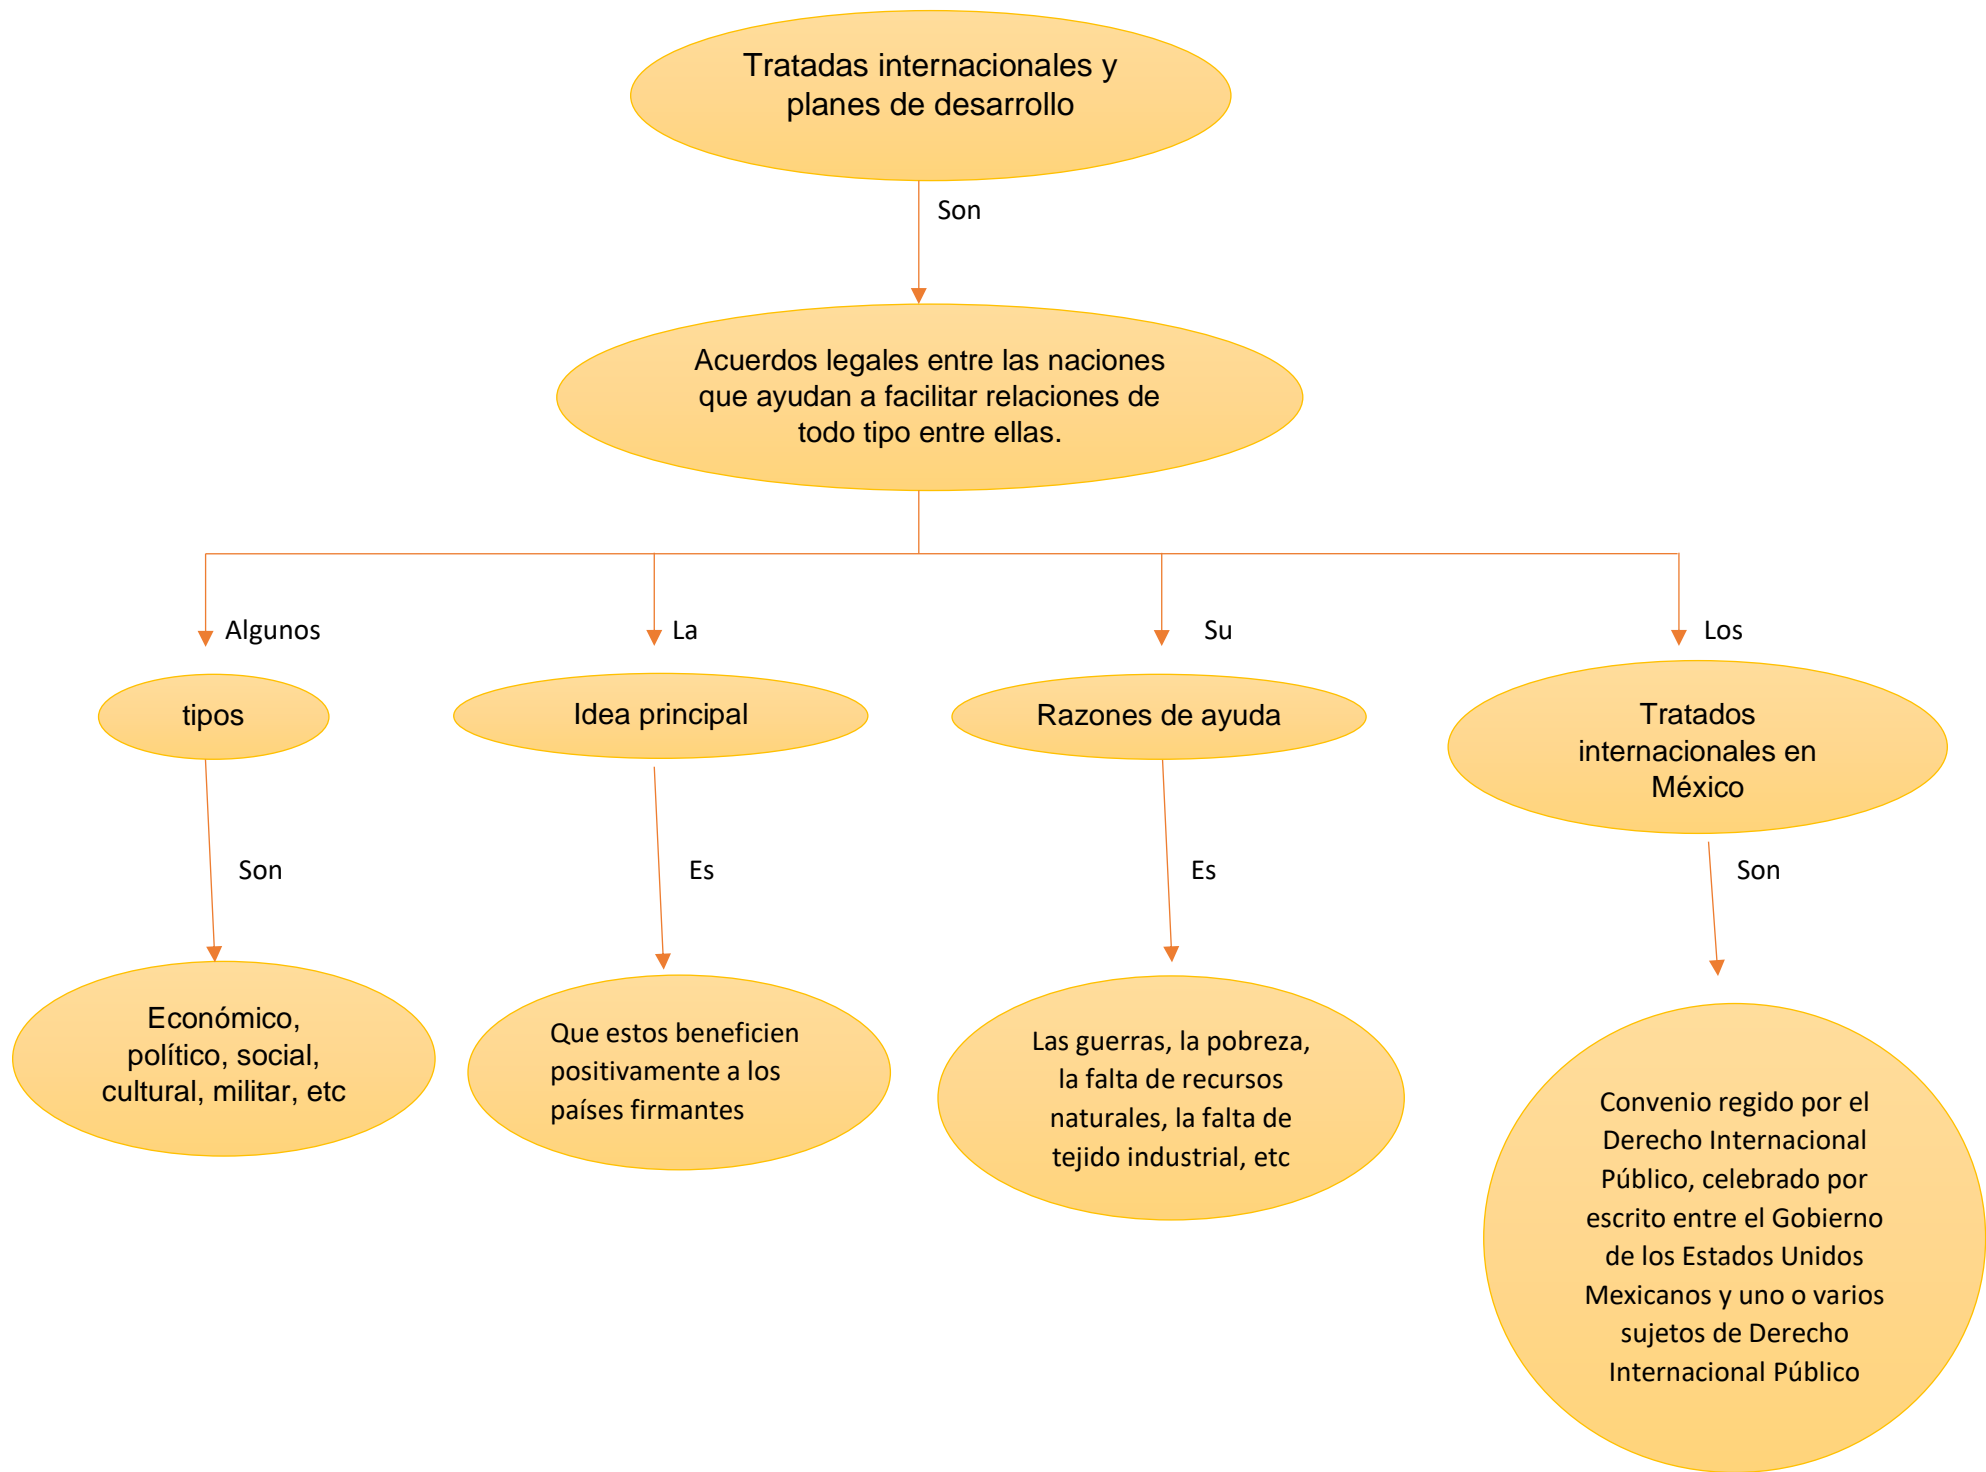 Tratadas internacionales y
planes de desarrollo
Son
Acuerdos legales entre las naciones
que ayudan a facilitar relaciones de
todo tipo entre ellas.
Algunos
La
Su
Los
tipos
Idea principal
Razones de ayuda
Tratados
internacionales en
México
Son
Es
Es
Son
Económico,
político, social,
cultural, militar, etc
Que estos beneficien
positivamente a los
países firmantes
Las guerras, la pobreza,
la falta de recursos
naturales, la falta de
tejido industrial, etc
Convenio regido por el
Derecho Internacional
Público, celebrado por
escrito entre el Gobierno
de los Estados Unidos
Mexicanos y uno o varios
sujetos de Derecho
Internacional Público